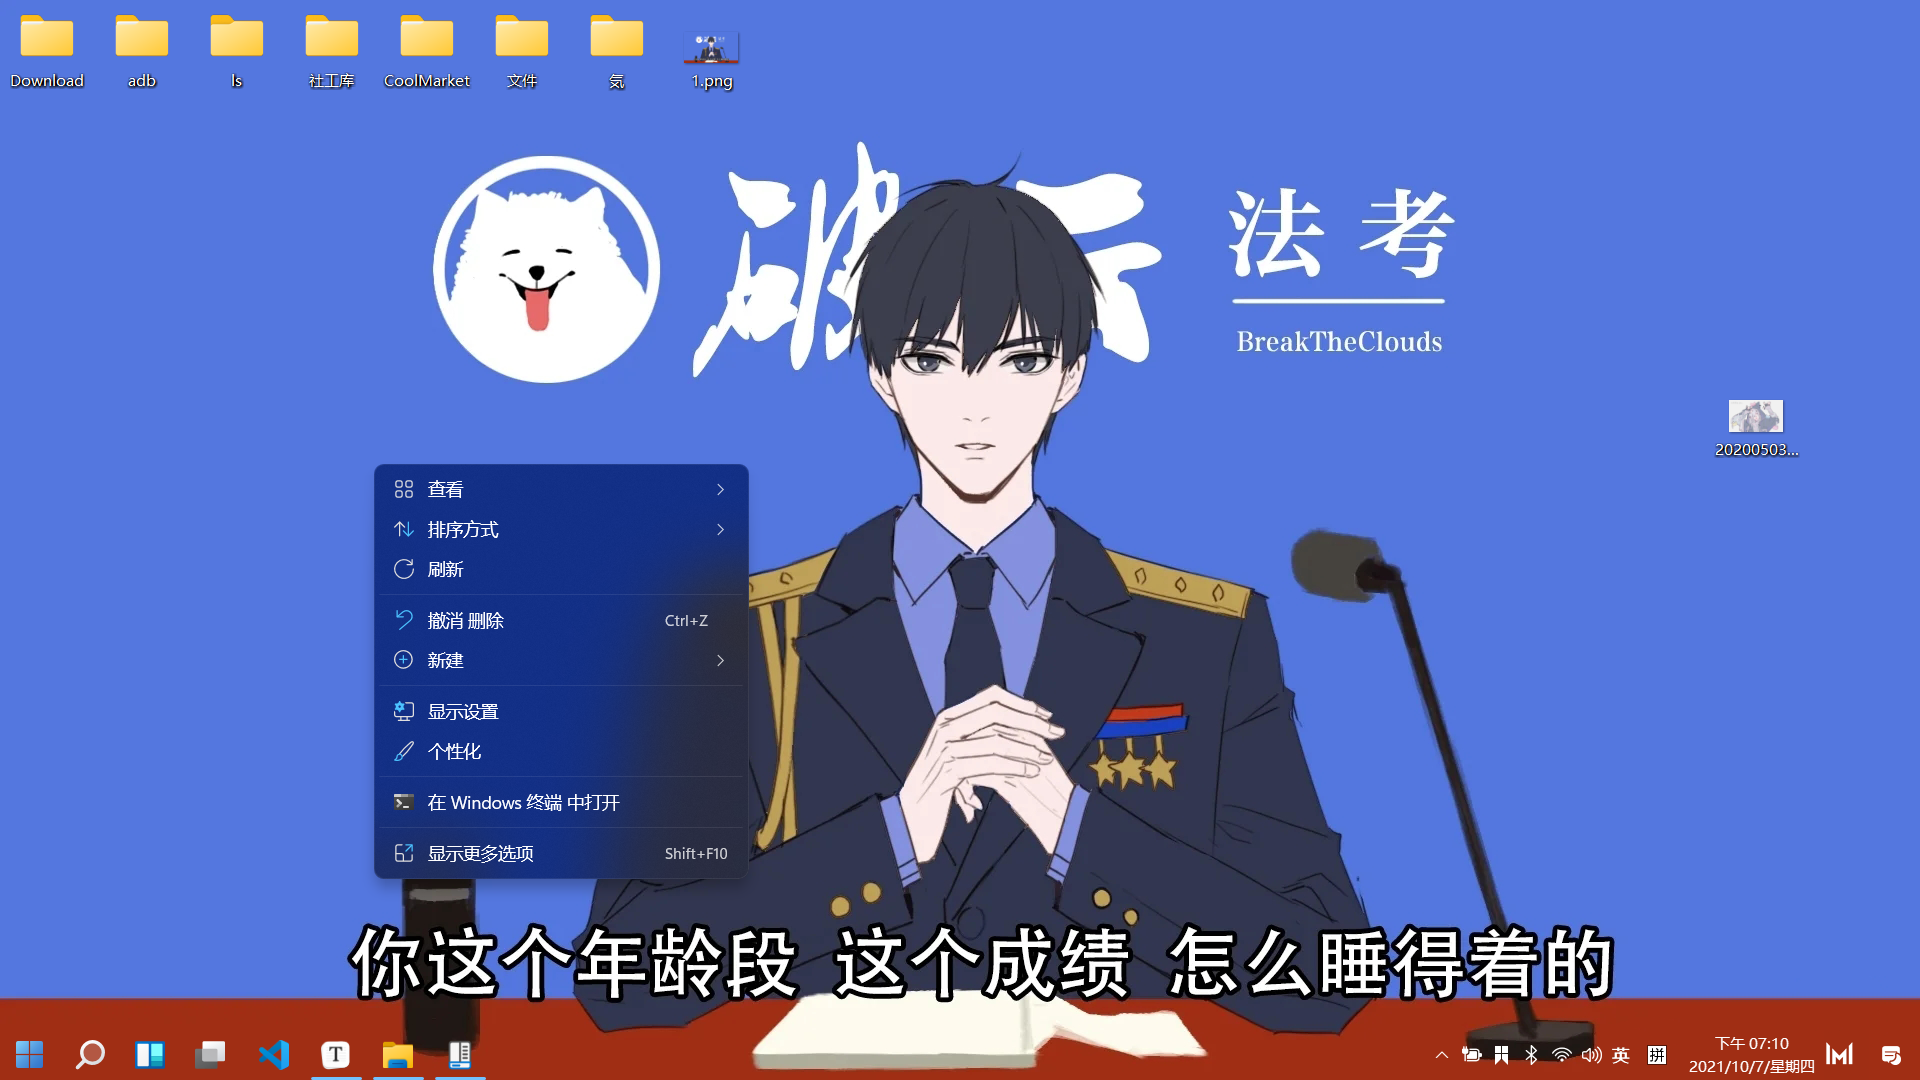 Download
adb
ls
社工库
CoolMarket
文件
気
1.png
破云
法考
BreakTheClouds
20200503...
查看
排序方式
刷新
撤消 删除 Ctrl+Z
新建
显示设置
个性化
在 Windows 终端 中打开
显示更多选项 Shift+F10
你这个年龄段 这个成绩 怎么睡得着的
T
英
拼
下午 07:10
2021/10/7/星期四